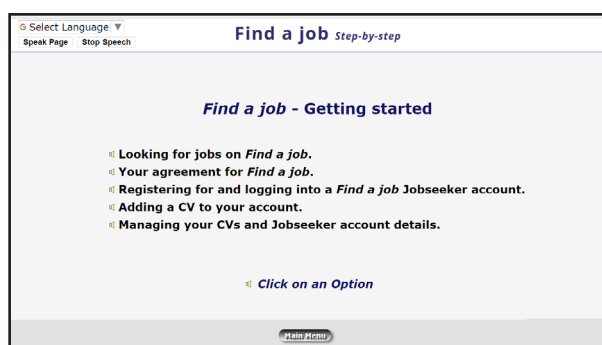 G Select Language ▼
Speak Page Stop Speech
Find a job Step-by-step
Find a job - Getting started
Looking for jobs on Find a job.
Your agreement for Find a job.
Registering for and logging into a Find a job Jobseeker account.
Adding a CV to your account.
Managing your CVs and Jobseeker account details.
Click on an Option
Main Menu